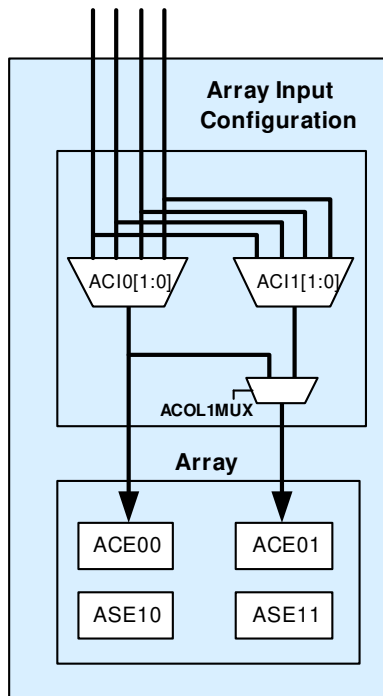 Array Input
Configuration
ACI0[1:0]
ACI1[1:0]
ACOL1MUX
Array
ACE00
ACE01
ASE10
ASE11